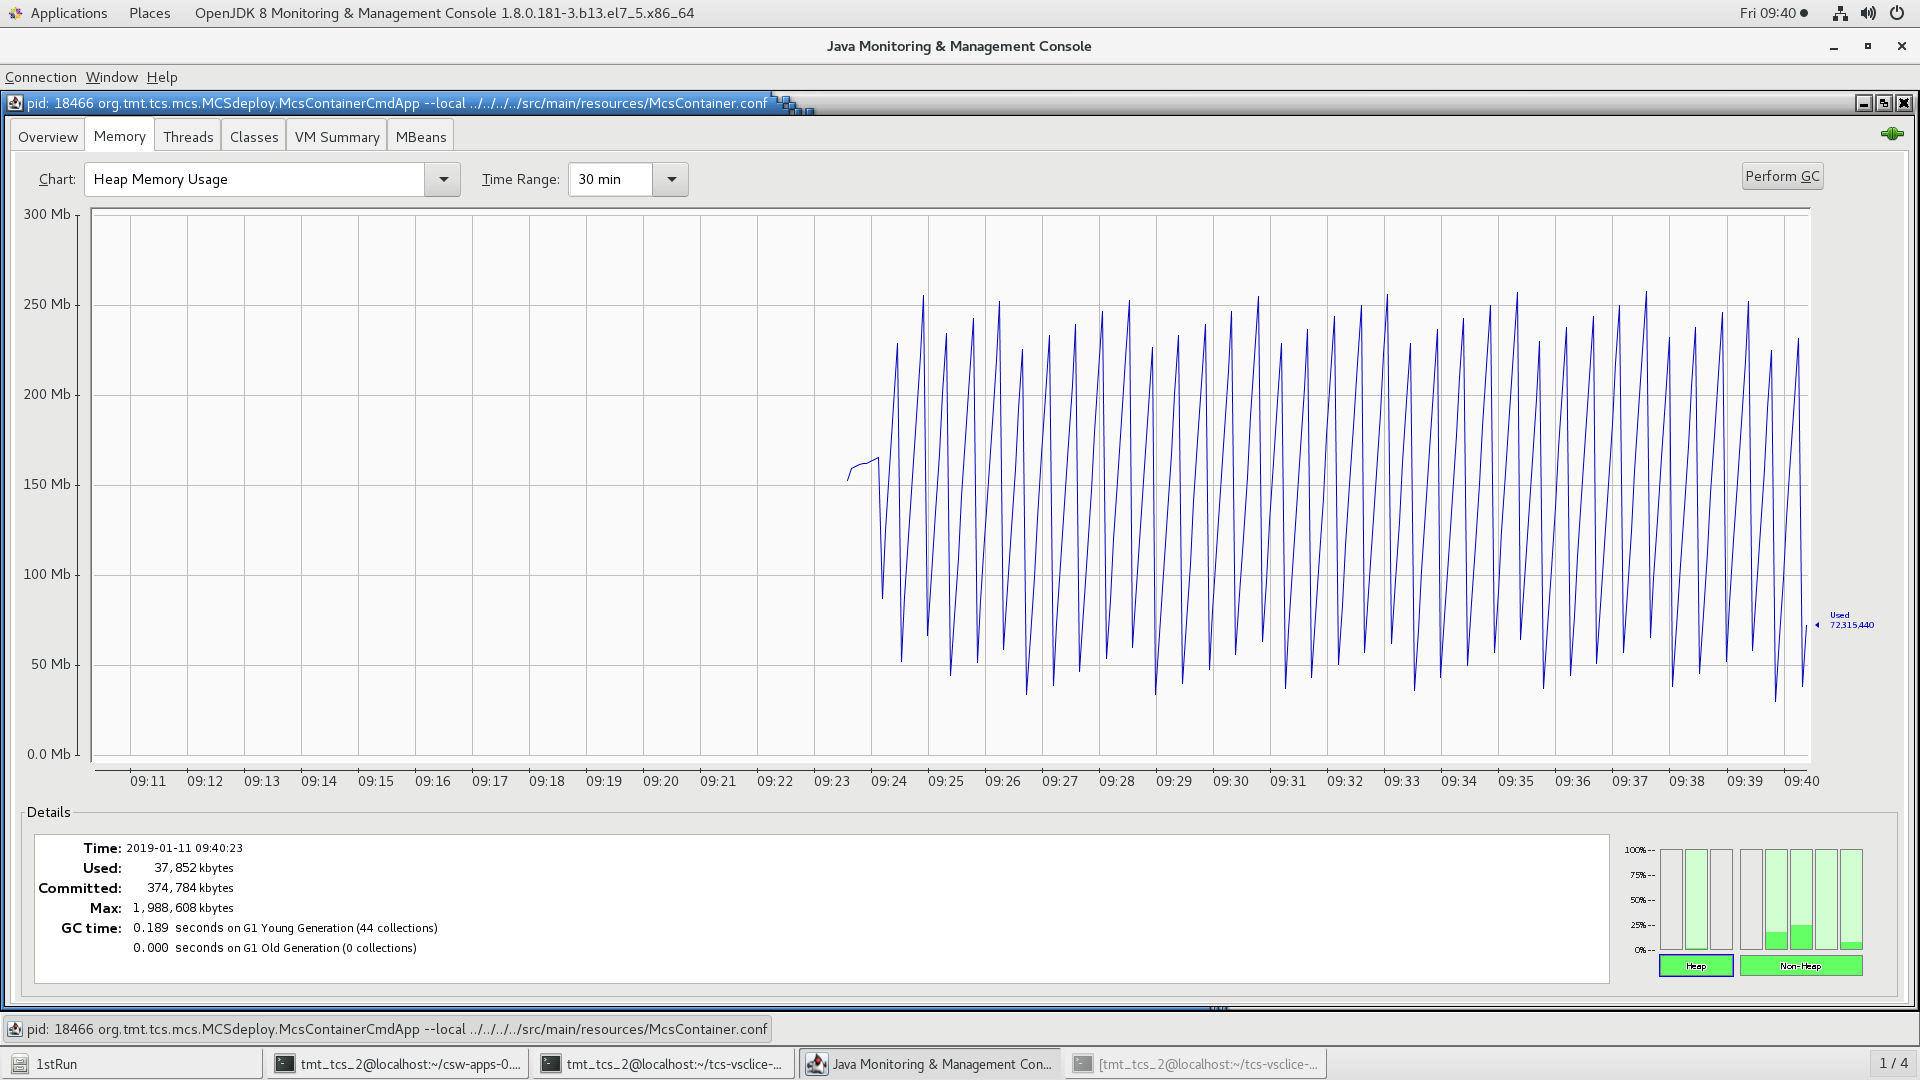 Applications Places OpenJDK 8 Monitoring & Management Console 1.8.0.181-3.b13.el7_5.x86_64 Fri 09:40
Java Monitoring & Management Console
Connection Window Help
pid: 18466 org.tmt.tcs.mcs.MCSdeploy.McsContainerCmdApp --local ../../../../src/main/resources/McsContainer.conf
Overview Memory Threads Classes VM Summary MBeans
Chart: Heap Memory Usage Time Range: 30 min Perform GC
300 Mb
250 Mb
200 Mb
150 Mb
100 Mb
50 Mb
0.0 Mb
Used
72,315,440
09:11 09:12 09:13 09:14 09:15 09:16 09:17 09:18 09:19 09:20 09:21 09:22 09:23 09:24 09:25 09:26 09:27 09:28 09:29 09:30 09:31 09:32 09:33 09:34 09:35 09:36 09:37 09:38 09:39 09:40
Details
Time: 2019-01-11 09:40:23
Used: 37,852 kbytes
Committed: 374,784 kbytes
Max: 1,988,608 kbytes
GC time: 0.189 seconds on G1 Young Generation (44 collections)
0.000 seconds on G1 Old Generation (0 collections)
100%--
75%--
50%--
25%--
0%--
Heap Non-Heap
pid: 18466 org.tmt.tcs.mcs.MCSdeploy.McsContainerCmdApp --local ../../../../src/main/resources/McsContainer.conf
1stRun tmt_tcs_2@localhost:~/csw-apps-0.... tmt_tcs_2@localhost:~/tcs-vsclice-... Java Monitoring & Management Con... [tmt_tcs_2@localhost:~/tcs-vsclice-... 1 / 4